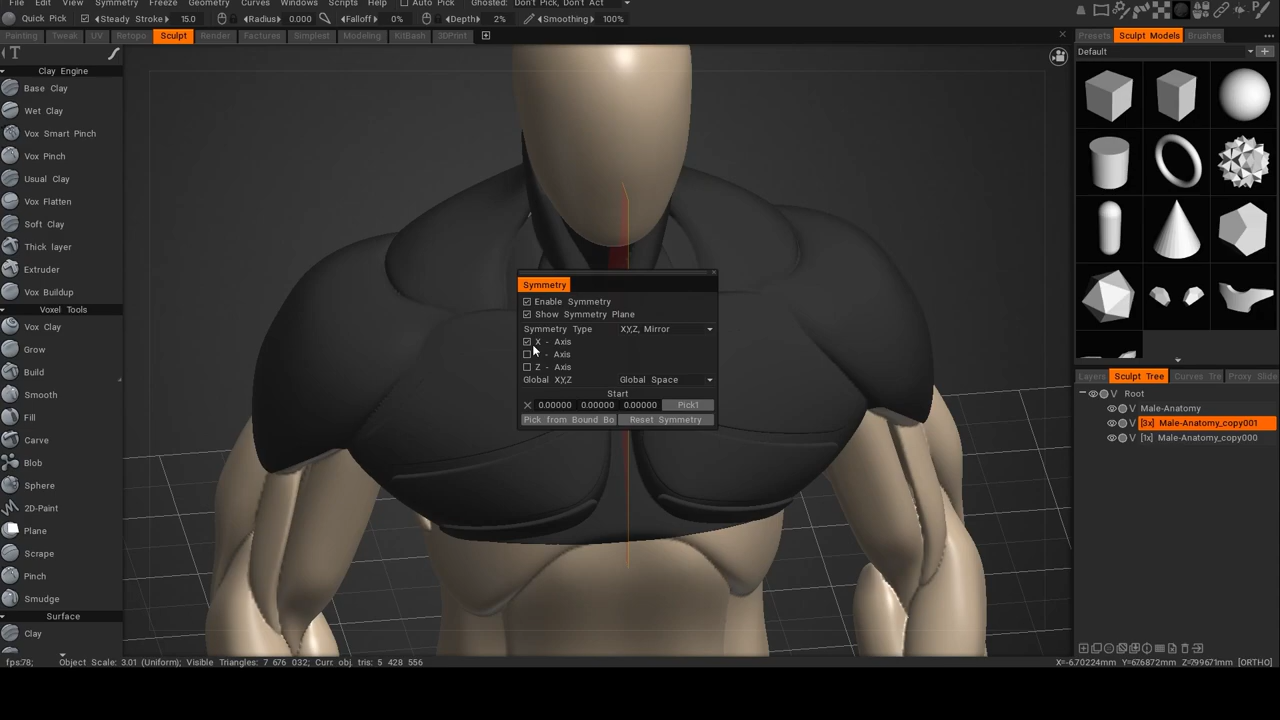 File Edit View Symmetry Freeze Geometry Curves Windows Scripts Help Auto Pick Ghosted: Don't Pick, Don't Act
Quick Pick Steady Stroke 15.0 Radius 0.000 Falloff 0% Depth 2% Smoothing 100%
Painting Tweak UV Retopo Sculpt Render Factures Simplest Modeling KitBash 3DPrint
Presets Sculpt Models Brushes
Default
Clay Engine
Base Clay
Wet Clay
Vox Smart Pinch
Vox Pinch
Usual Clay
Vox Flatten
Soft Clay
Thick layer
Extruder
Vox Buildup
Voxel Tools
Vox Clay
Grow
Build
Smooth
Fill
Carve
Blob
Sphere
2D-Paint
Plane
Scrape
Pinch
Smudge
Surface
Clay
Symmetry
Enable Symmetry
Show Symmetry Plane
Symmetry Type X,Y,Z, Mirror
X - Axis
- Axis
Z - Axis
Global X,Y,Z Global Space
Start
0.00000 0.00000 0.00000 Pick1
Pick from Bound Bo Reset Symmetry
Layers Sculpt Tree Curves Tre Proxy Slide
V Root
V Male-Anatomy
V [3x] Male-Anatomy_copy001
V [1x] Male-Anatomy_copy000
fps:78; Object Scale: 3.01 (Uniform); Visible Triangles: 7 676 032; Curr. obj. tris: 5 428 556